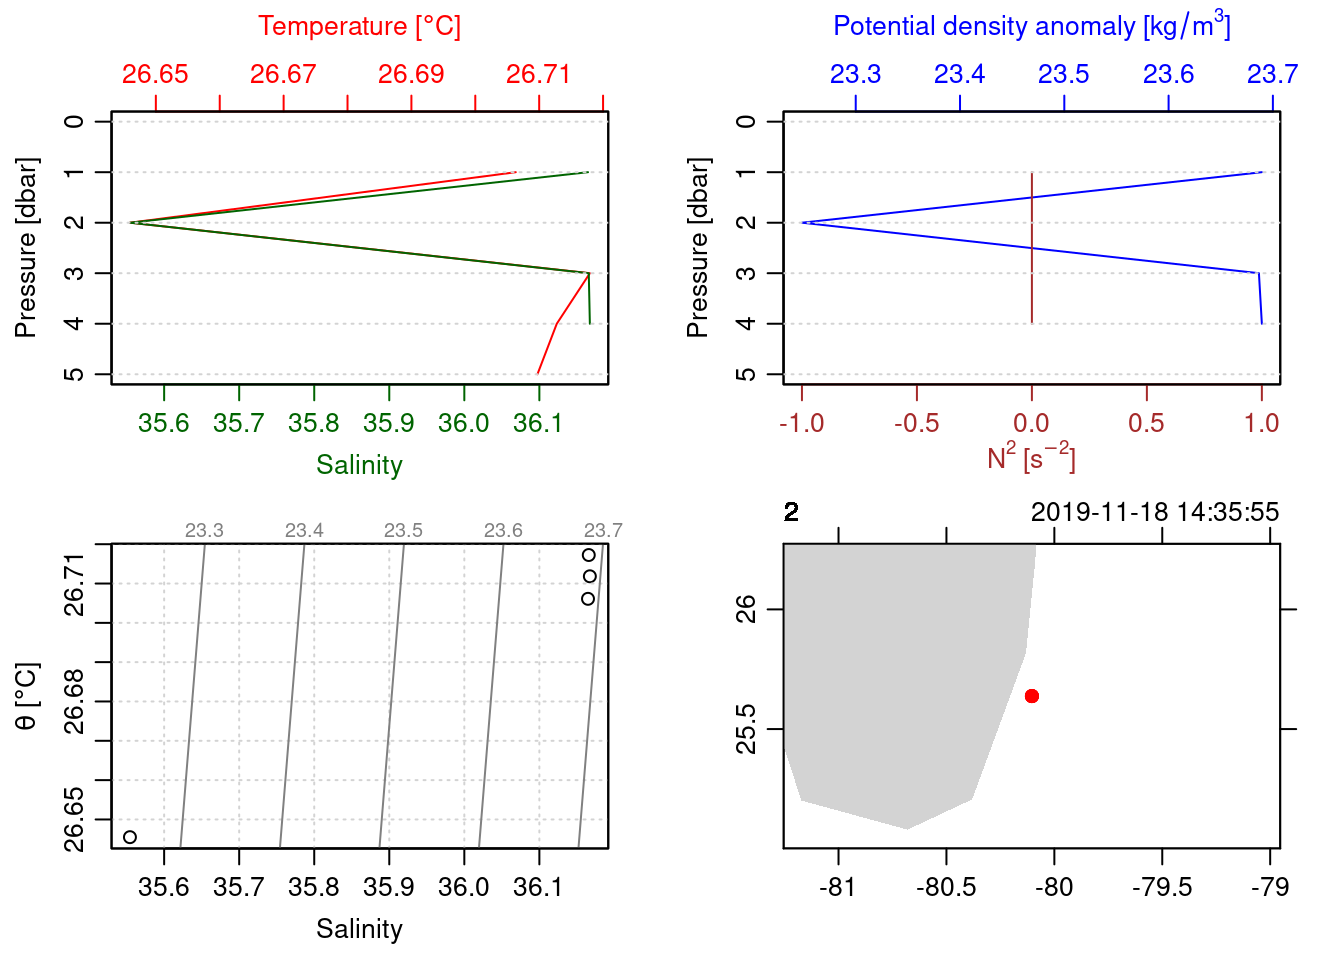 Temperature [°C]
26.65 26.67 26.69 26.71
Pressure [dbar]
0
1
2
3
4
5
35.6 35.7 35.8 35.9 36.0 36.1
Salinity
Potential density anomaly [kg/m³]
23.3 23.4 23.5 23.6 23.7
Pressure [dbar]
0
1
2
3
4
5
-1.0 -0.5 0.0 0.5 1.0
N² [s⁻²]
23.3 23.4 23.5 23.6 23.7
θ [°C]
26.71
26.68
26.65
35.6 35.7 35.8 35.9 36.0 36.1
Salinity
2 2019-11-18 14:35:55
26
25.5
-81 -80.5 -80 -79.5 -79